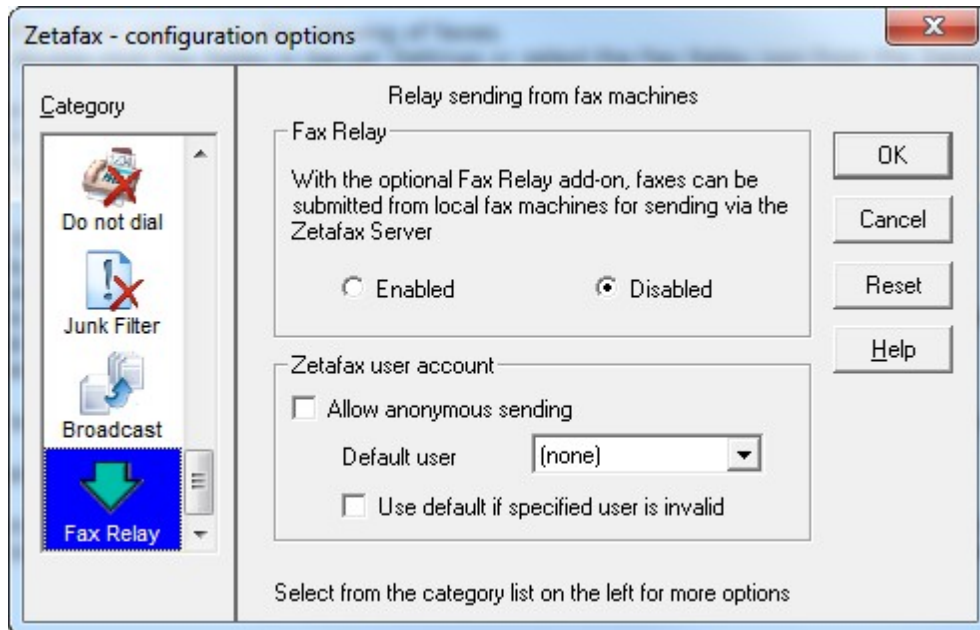 Zetafax - configuration options
Category
Do not dial
Junk Filter
Broadcast
Fax Relay
Relay sending from fax machines
Fax Relay
With the optional Fax Relay add-on, faxes can be
submitted from local fax machines for sending via the
Zetafax Server
Enabled
Disabled
Zetafax user account
Allow anonymous sending
Default user
(none)
Use default if specified user is invalid
Select from the category list on the left for more options
OK
Cancel
Reset
Help